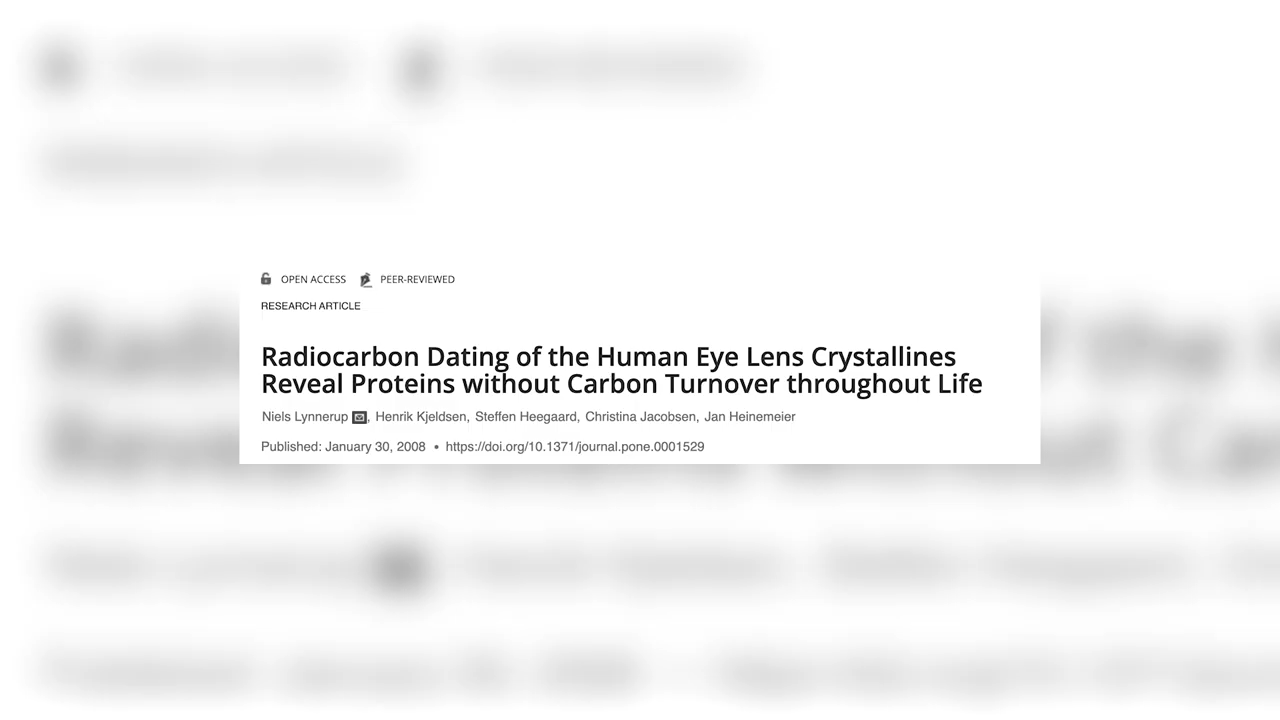 OPEN ACCESS PEER-REVIEWED
RESEARCH ARTICLE
Radiocarbon Dating of the Human Eye Lens Crystallines
Reveal Proteins without Carbon Turnover throughout Life
Niels Lynnerup, Henrik Kjeldsen, Steffen Heegaard, Christina Jacobsen, Jan Heinemeier
Published: January 30, 2008 • https://doi.org/10.1371/journal.pone.0001529